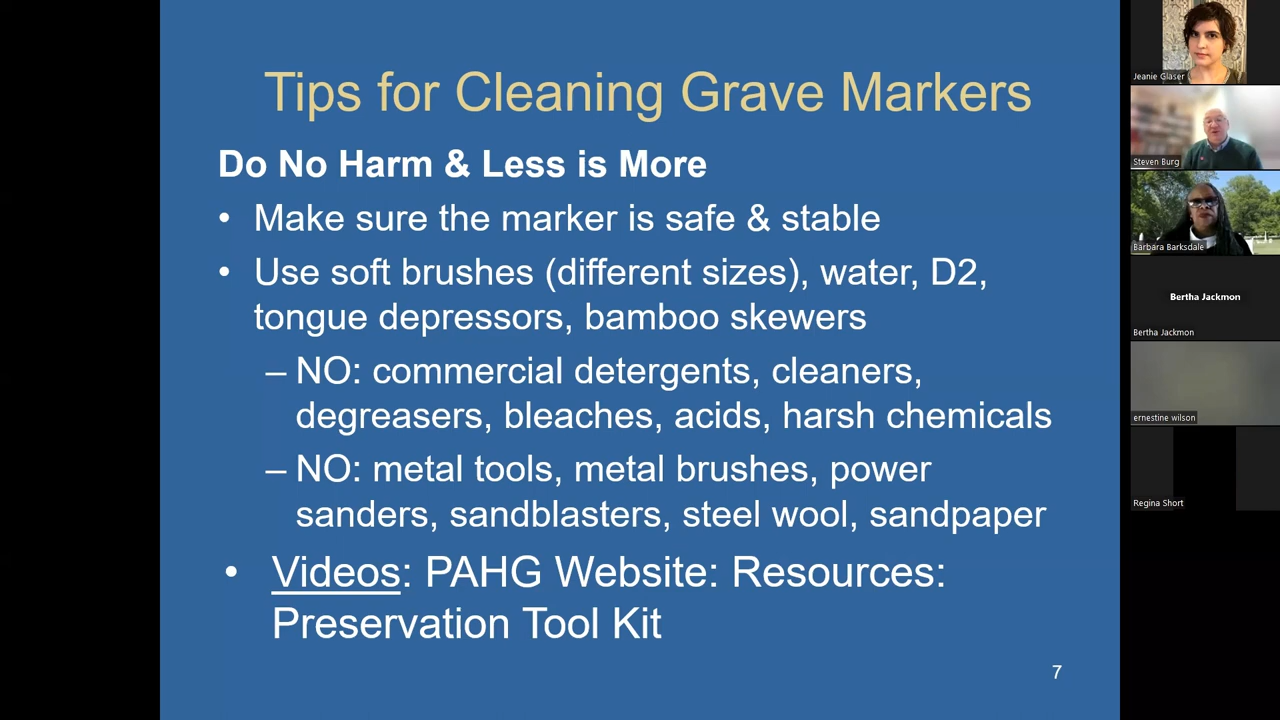 Tips for Cleaning Grave Markers
Do No Harm & Less is More
• Make sure the marker is safe & stable
• Use soft brushes (different sizes), water, D2,
tongue depressors, bamboo skewers
– NO: commercial detergents, cleaners,
degreasers, bleaches, acids, harsh chemicals
– NO: metal tools, metal brushes, power
sanders, sandblasters, steel wool, sandpaper
• Videos: PAHG Website: Resources:
Preservation Tool Kit
7
Jeanie Glaser
Steven Burg
Barbara Barksdale
Bertha Jackmon
Bertha Jackmon
ernestine wilson
Regina Short